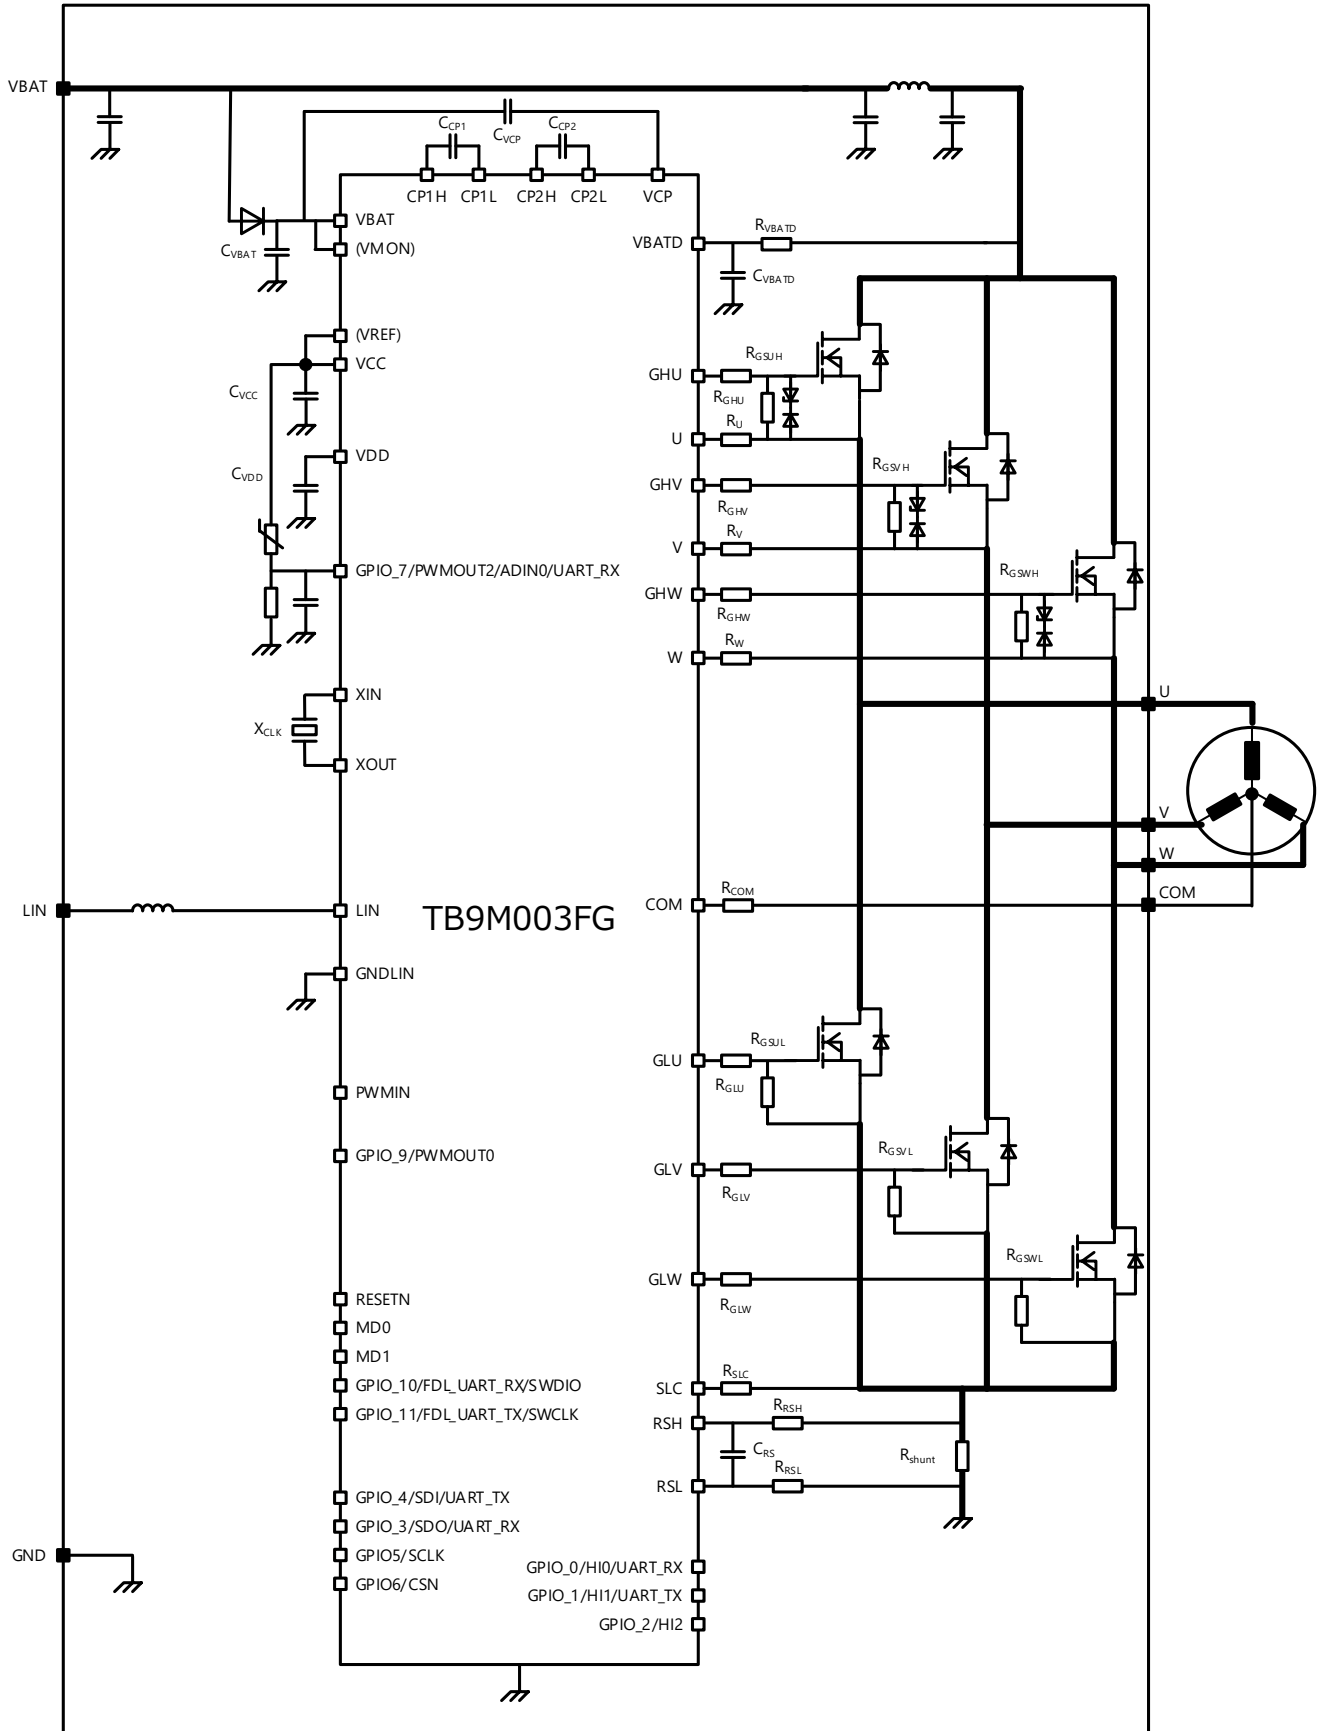 VBAT
C_CP1
C_VCP
C_CP2
CP1H
CP1L
CP2H
CP2L
VCP
VBAT
(VMON)
C_VBAT
VBATD
R_VBATD
C_VBATD
(VREF)
VCC
C_VCC
VDD
C_VDD
GPIO_7/PWMOUT2/ADIN0/UART_RX
XIN
X_CLK
XOUT
GHU
R_GSUH
R_GHU
U
R_U
GHV
R_GSVH
R_GHV
V
R_V
GHW
R_GSWH
R_GHW
W
R_W
U
V
W
COM
LIN
LIN
TB9M003FG
COM
R_COM
GNDLIN
PWMIN
GPIO_9/PWMOUT0
GLU
R_GSUL
R_GLU
GLV
R_GSVL
R_GLV
GLW
R_GSWL
R_GLW
RESETN
MD0
MD1
GPIO_10/FDL_UART_RX/SWDIO
GPIO_11/FDL_UART_TX/SWCLK
SLC
R_SLC
RSH
R_RSH
C_RS
R_shunt
RSL
R_RSL
GPIO_4/SDI/UART_TX
GPIO_3/SDO/UART_RX
GPIO5/SCLK
GPIO6/CSN
GND
GPIO_0/HI0/UART_RX
GPIO_1/HI1/UART_TX
GPIO_2/HI2